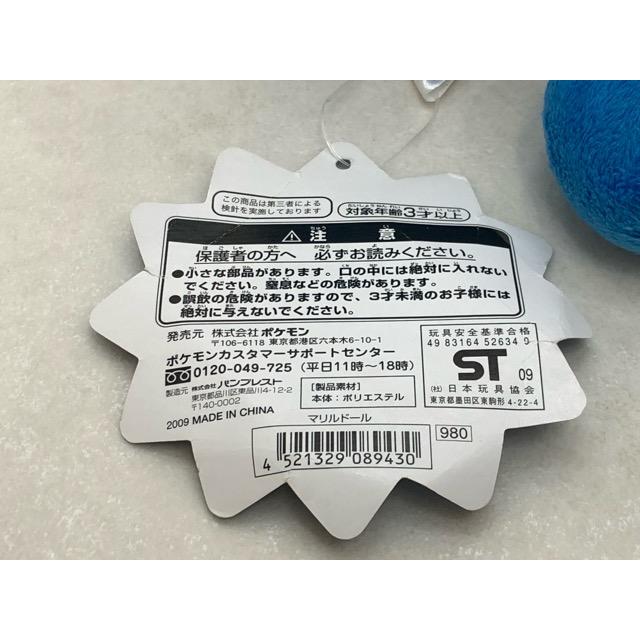 この商品は第三者による
検針を実施しております
対象年齢3才以上
⚠注意
保護者の方へ 必ずお読みください。
●小さな部品があります。口の中には絶対に入れない
でください。窒息などの危険があります。
●誤飲の危険がありますので、3才未満のお子様には
絶対に与えないでください。
発売元 株式会社ポケモン
〒106-6118 東京都港区六本木6-10-1
ポケモンカスタマーサポートセンター
0120-049-725 (平日11時〜18時)
製造元 株式会社バンプレスト
東京都品川区東品川4-12-2
〒140-0002
2009 MADE IN CHINA
[製品素材]
本体:ポリエステル
玩具安全基準合格
49 83164 52634 0
ST 09
(社)日本玩具協会
東京都墨田区東駒形4-22-4
マリルドール
980
4 521329 089430